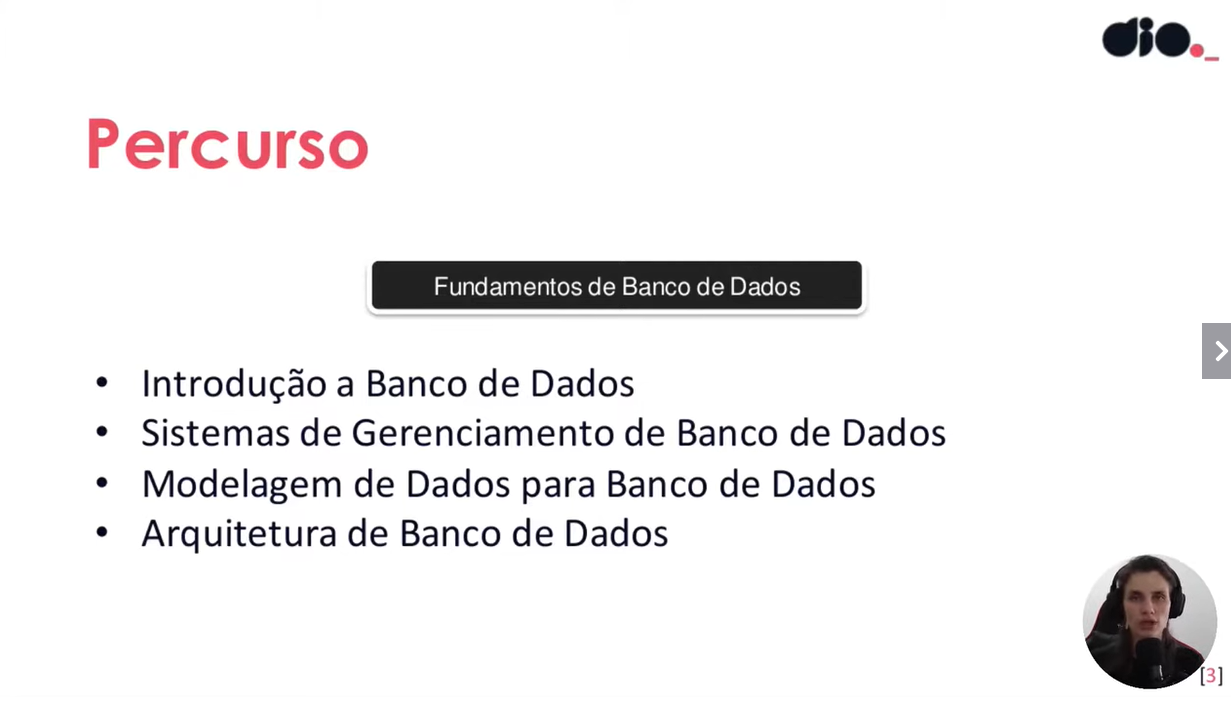 dio._
Percurso
Fundamentos de Banco de Dados
• Introdução a Banco de Dados
• Sistemas de Gerenciamento de Banco de Dados
• Modelagem de Dados para Banco de Dados
• Arquitetura de Banco de Dados
[3]